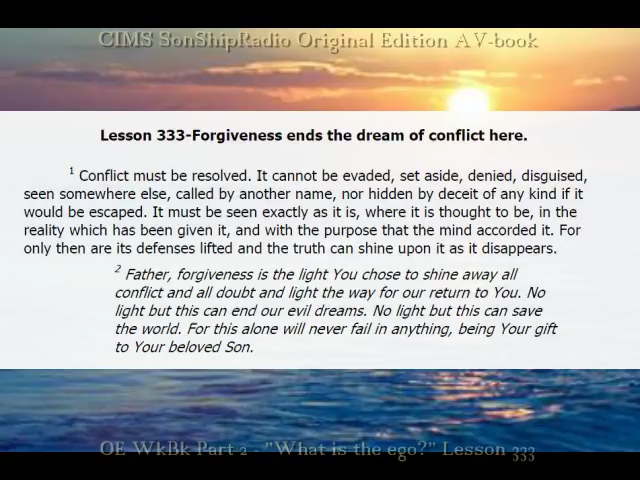 CIMS SonShipRadio Original Edition AV-book
Lesson 333-Forgiveness ends the dream of conflict here.
1 Conflict must be resolved. It cannot be evaded, set aside, denied, disguised,
seen somewhere else, called by another name, nor hidden by deceit of any kind if it
would be escaped. It must be seen exactly as it is, where it is thought to be, in the
reality which has been given it, and with the purpose that the mind accorded it. For
only then are its defenses lifted and the truth can shine upon it as it disappears.
2 Father, forgiveness is the light You chose to shine away all
conflict and all doubt and light the way for our return to You. No
light but this can end our evil dreams. No light but this can save
the world. For this alone will never fail in anything, being Your gift
to Your beloved Son.
OE WkBk Part 2 - "What is the ego?" Lesson 333